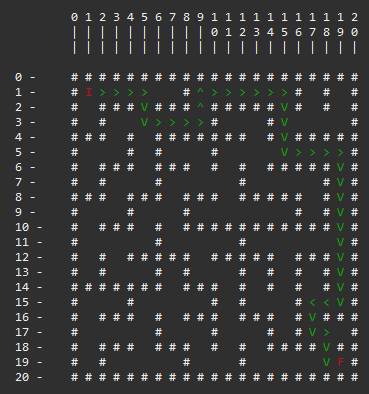 0 1 2 3 4 5 6 7 8 9 1 1 1 1 1 1 1 1 1 1 2
| | | | | | | | | | 0 1 2 3 4 5 6 7 8 9 0
| | | | | | | | | | | | | | | | | | | | |
0 - # # # # # # # # # # # # # # # # # # # # #
1 - # I > > > > # ^ > > > > > > # # #
2 - # # # # V # # # ^ # # # # # V # # #
3 - # # V > > > > # # V #
4 - # # # # # # # # # # # # V # # # # #
5 - # # # # V > > > > #
6 - # # # # # # # # # # # # # # # V #
7 - # # # # # V #
8 - # # # # # # # # # # # # # # # V #
9 - # # # # # V #
10 - # # # # # # # # # # # # # # # # V #
11 - # # # V #
12 - # # # # # # # # # # # # # V #
13 - # # # # # # # V #
14 - # # # # # # # # # # # # # # V #
15 - # # # # # < < V #
16 - # # # # # # # # # # # V # # #
17 - # # # # # V > #
18 - # # # # # # # # # # # # # V #
19 - # # # # V F #
20 - # # # # # # # # # # # # # # # # # # # # #